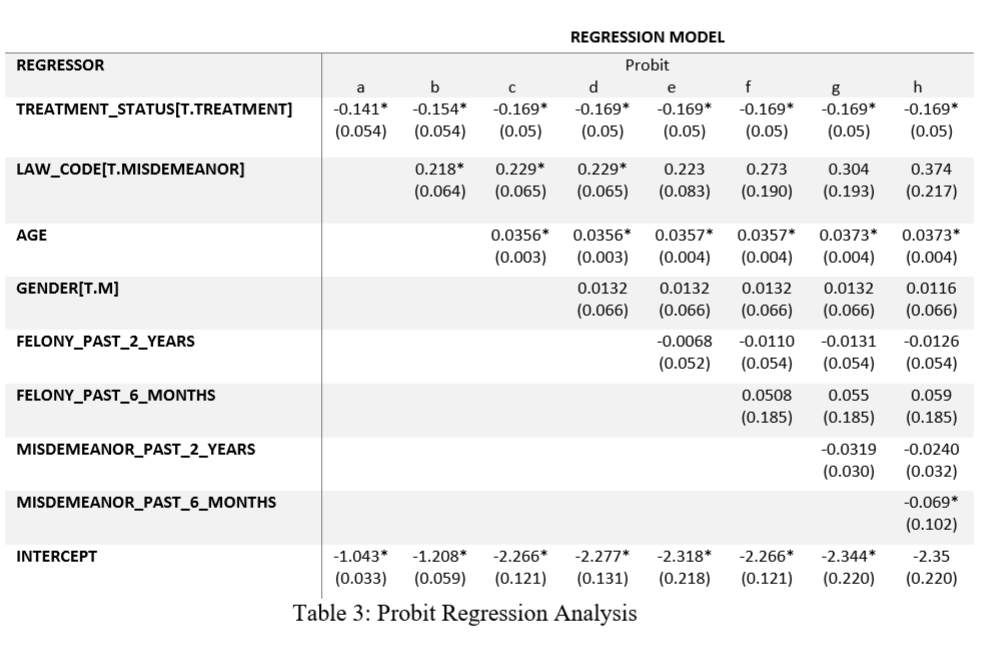 REGRESSION MODEL
REGRESSOR Probit
a b c d e f g h
TREATMENT_STATUS[T.TREATMENT] -0.141* -0.154* -0.169* -0.169* -0.169* -0.169* -0.169* -0.169*
(0.054) (0.054) (0.05) (0.05) (0.05) (0.05) (0.05) (0.05)
LAW_CODE[T.MISDEMEANOR] 0.218* 0.229* 0.229* 0.223 0.273 0.304 0.374
(0.064) (0.065) (0.065) (0.083) (0.190) (0.193) (0.217)
AGE 0.0356* 0.0356* 0.0357* 0.0357* 0.0373* 0.0373*
(0.003) (0.003) (0.004) (0.004) (0.004) (0.004)
GENDER[T.M] 0.0132 0.0132 0.0132 0.0132 0.0116
(0.066) (0.066) (0.066) (0.066) (0.066)
FELONY_PAST_2_YEARS -0.0068 -0.0110 -0.0131 -0.0126
(0.052) (0.054) (0.054) (0.054)
FELONY_PAST_6_MONTHS 0.0508 0.055 0.059
(0.185) (0.185) (0.185)
MISDEMEANOR_PAST_2_YEARS -0.0319 -0.0240
(0.030) (0.032)
MISDEMEANOR_PAST_6_MONTHS -0.069*
(0.102)
INTERCEPT -1.043* -1.208* -2.266* -2.277* -2.318* -2.266* -2.344* -2.35
(0.033) (0.059) (0.121) (0.131) (0.218) (0.121) (0.220) (0.220)
Table 3: Probit Regression Analysis